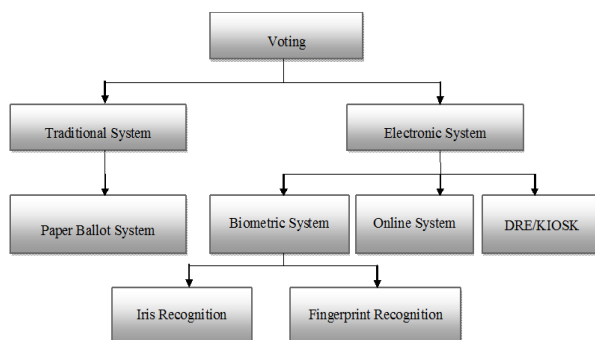 Voting
Traditional System
Electronic System
Paper Ballot System
Biometric System
Online System
DRE/KIOSK
Iris Recognition
Fingerprint Recognition